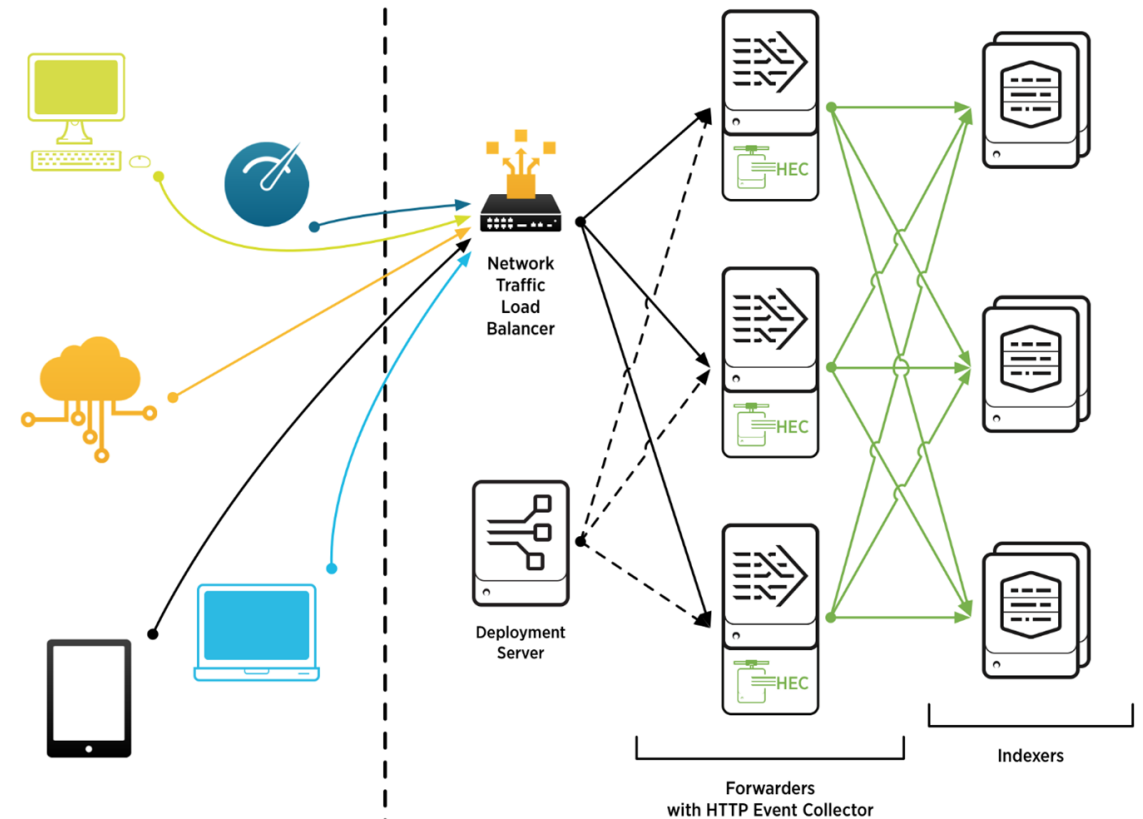 HEC
Network
Traffic
Load
Balancer
HEC
Deployment
Server
HEC
Indexers
Forwarders
with HTTP Event Collector